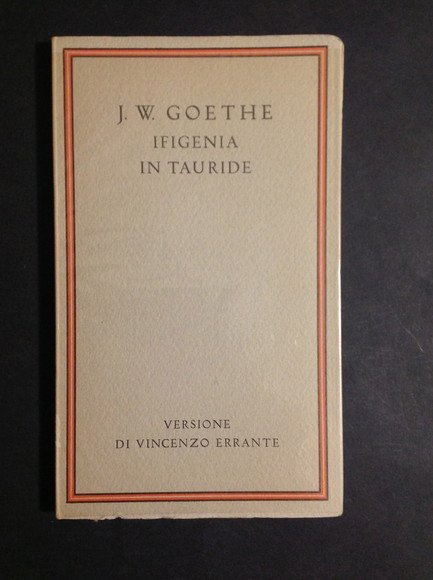 J. W. GOETHE
IFIGENIA
IN TAURIDE
VERSIONE
DI VINCENZO ERRANTE